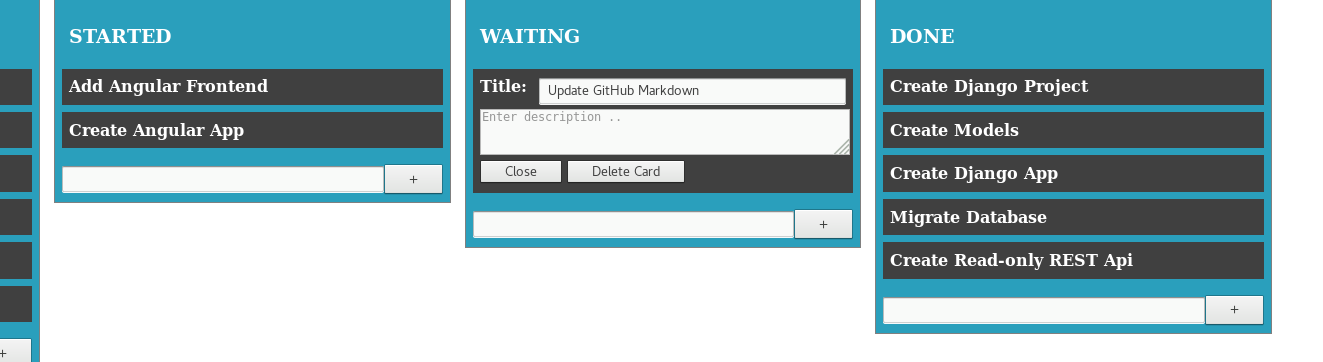 +
STARTED
Add Angular Frontend
Create Angular App
+
WAITING
Title: Update GitHub Markdown
Enter description ..
Close Delete Card
+
DONE
Create Django Project
Create Models
Create Django App
Migrate Database
Create Read-only REST Api
+